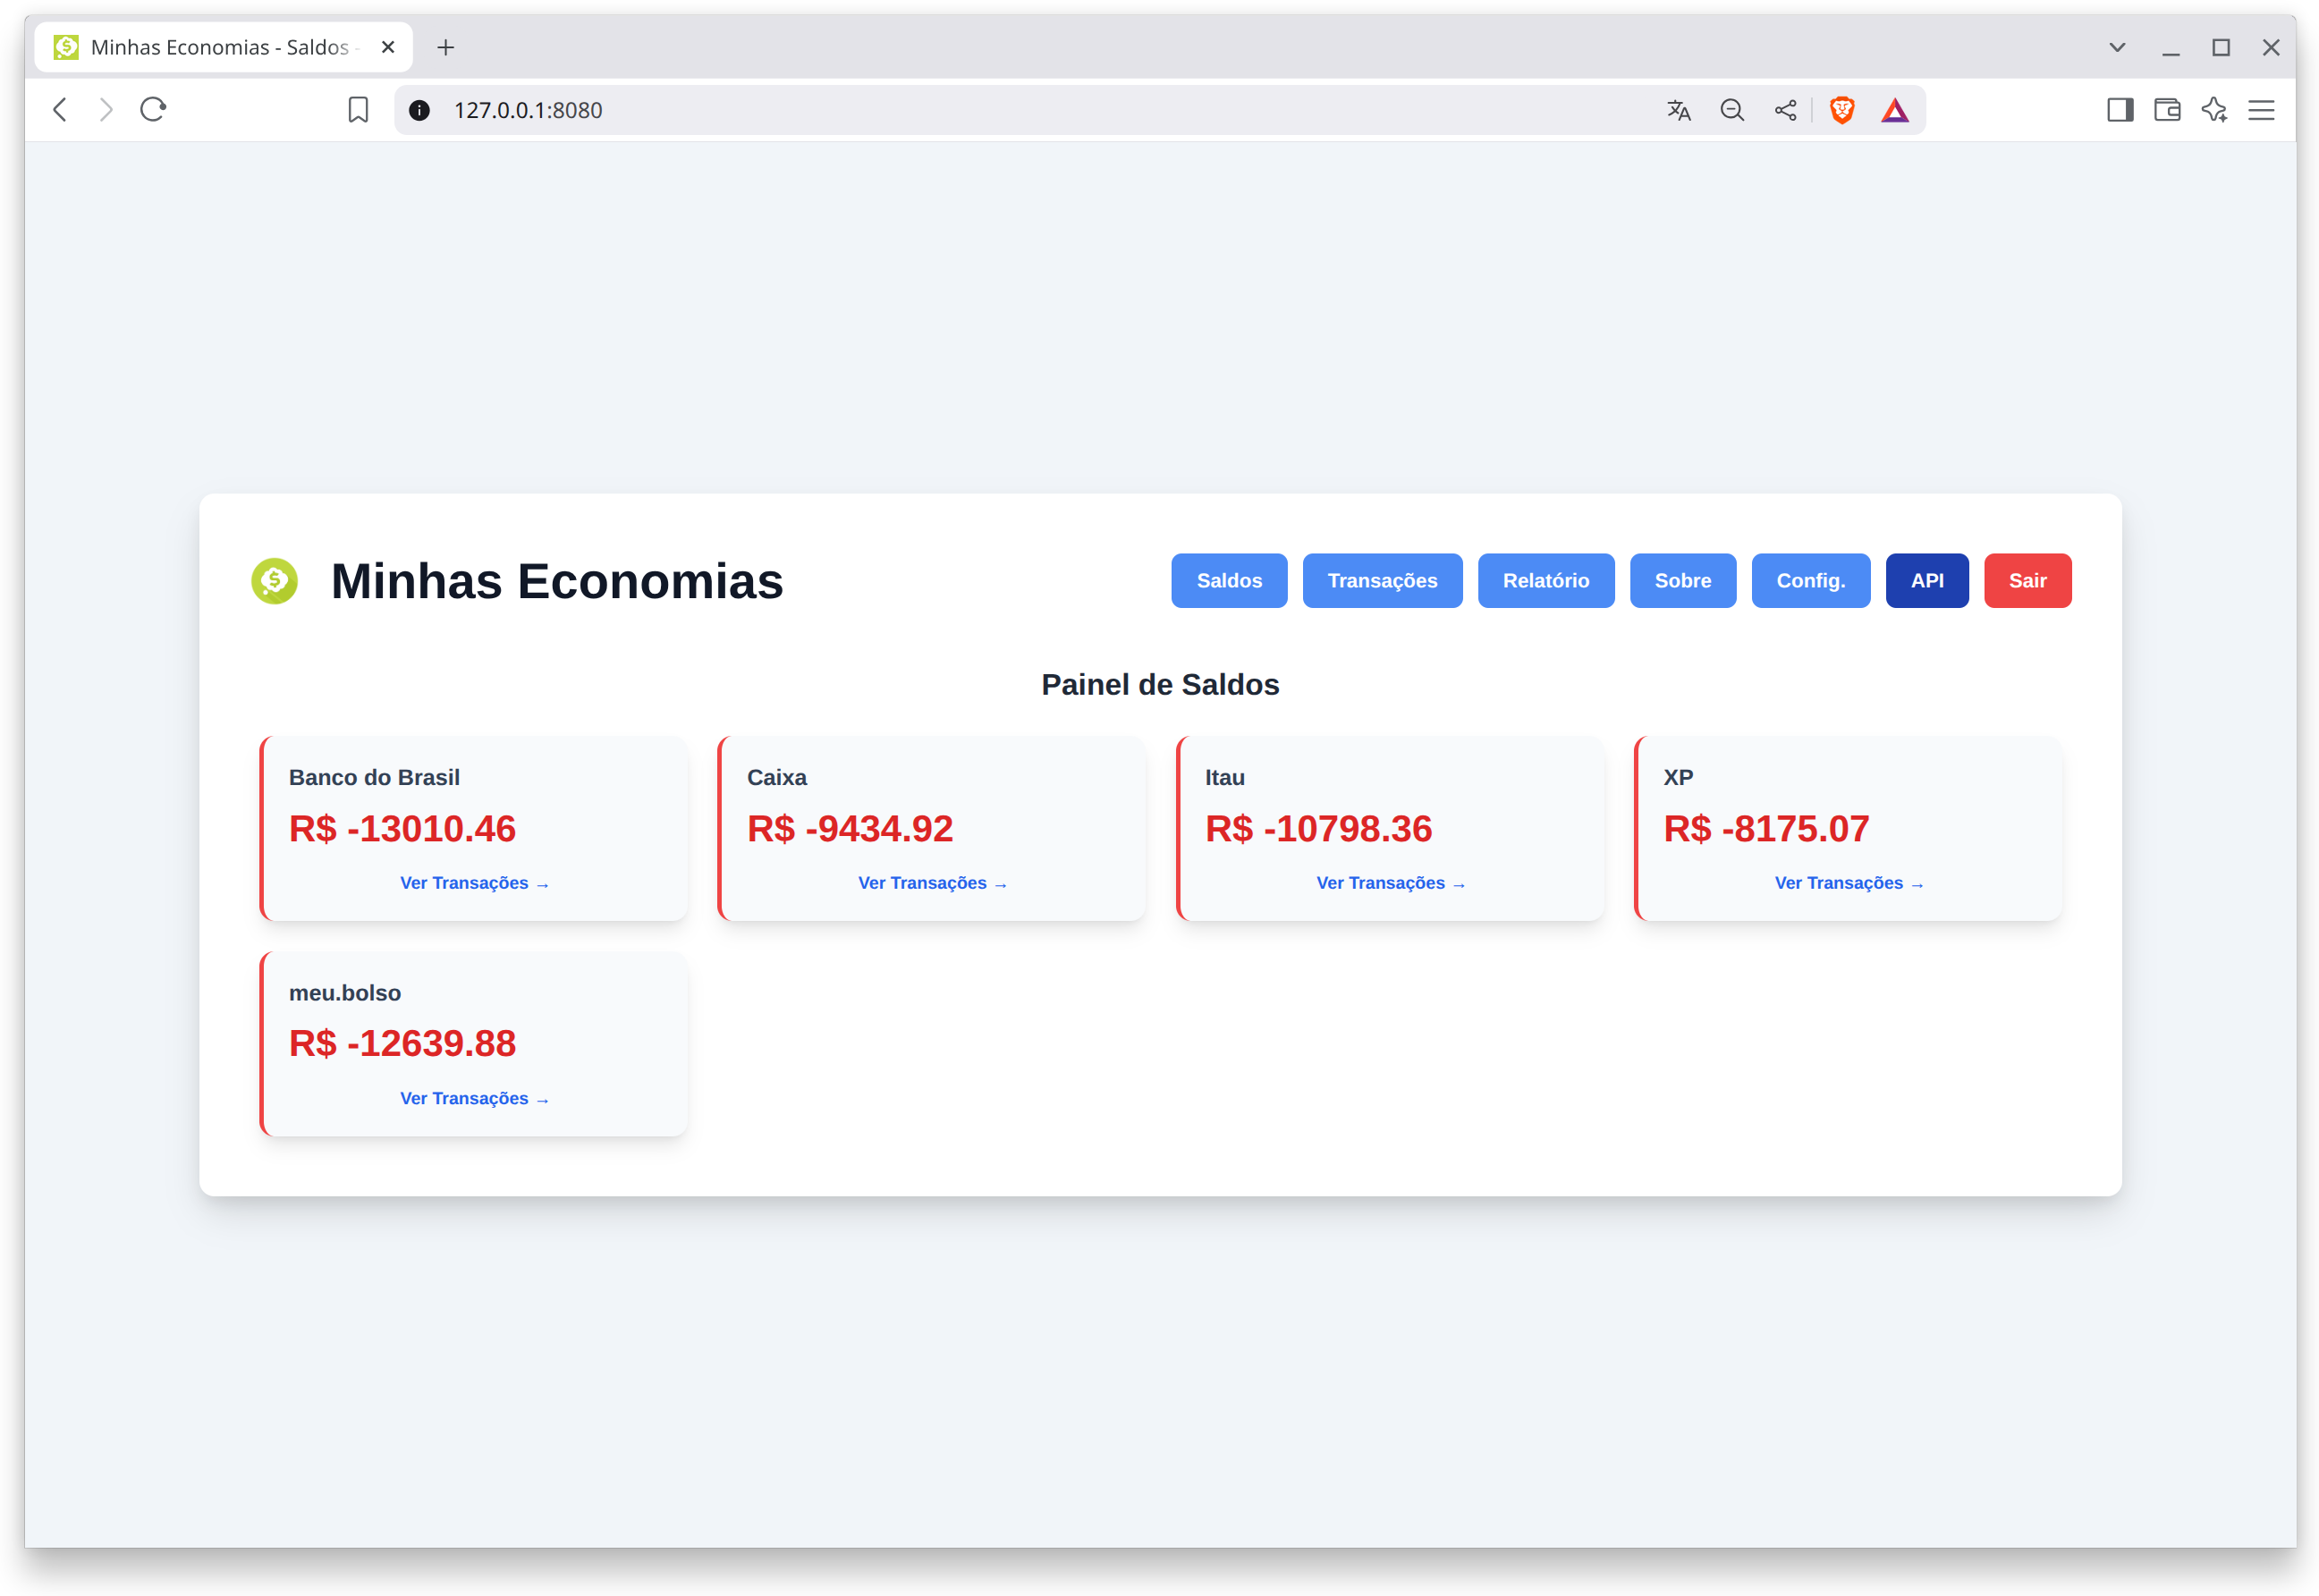 Minhas Economias - Saldos -
127.0.0.1:8080
Minhas Economias
Saldos
Transações
Relatório
Sobre
Config.
API
Sair
Painel de Saldos
Banco do Brasil
R$ -13010.46
Ver Transações →
Caixa
R$ -9434.92
Ver Transações →
Itau
R$ -10798.36
Ver Transações →
XP
R$ -8175.07
Ver Transações →
meu.bolso
R$ -12639.88
Ver Transações →